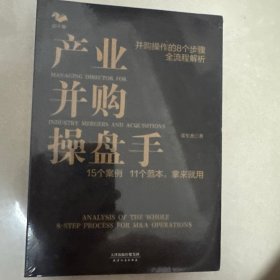 并购操作的8个步骤
全流程解析
产业
MANAGING DIRECTOR FOR
并购
INDUSTRY MERGERS AND ACQUISITIONS
操盘手
15个案例 11个范本，拿来就用
ANALYSIS OF THE WHOLE
8-STEP PROCESS FOR M&A OPERATIONS